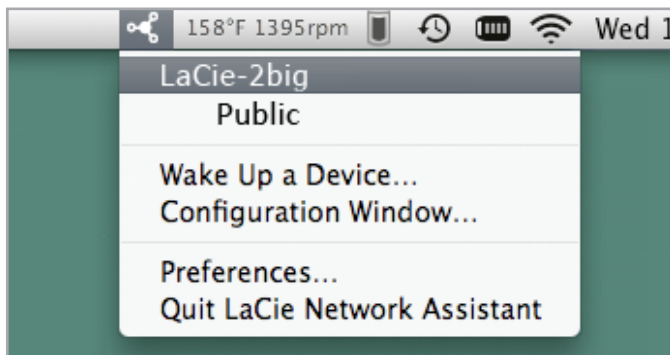 158°F 1395rpm Wed 1
LaCie-2big
Public
Wake Up a Device...
Configuration Window...
Preferences...
Quit LaCie Network Assistant